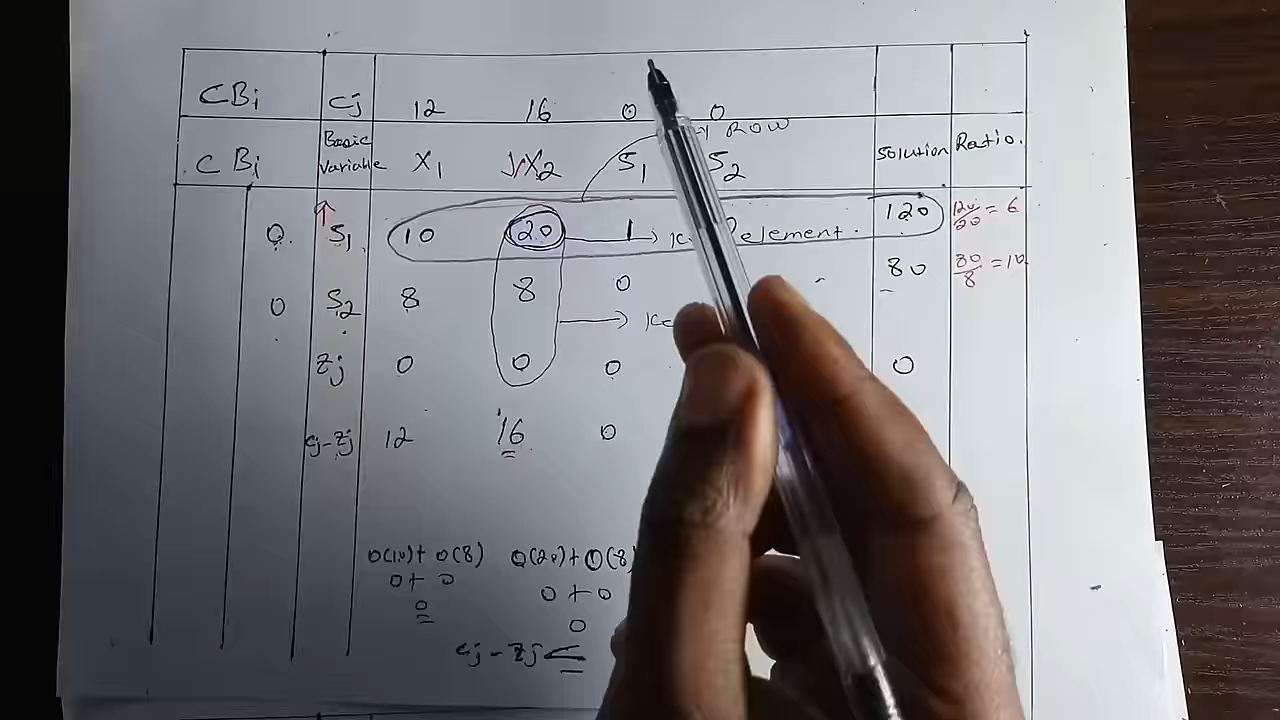 CBi Cj 12 16 0 0
Basic
CBi Variable X1 X2 S1 S2 Solution Ratio.
ROW
0 S1 10 20 1 element. 120 120/20 = 6
0 S2 8 8 0 80 80/8 = 10
Zj 0 0 0 0
Cj-Zj 12 16 0
0(10)+ 0(8) 0(20)+ 0(8)
0+ 0 0+0
0 0
Cj - Zj ≤